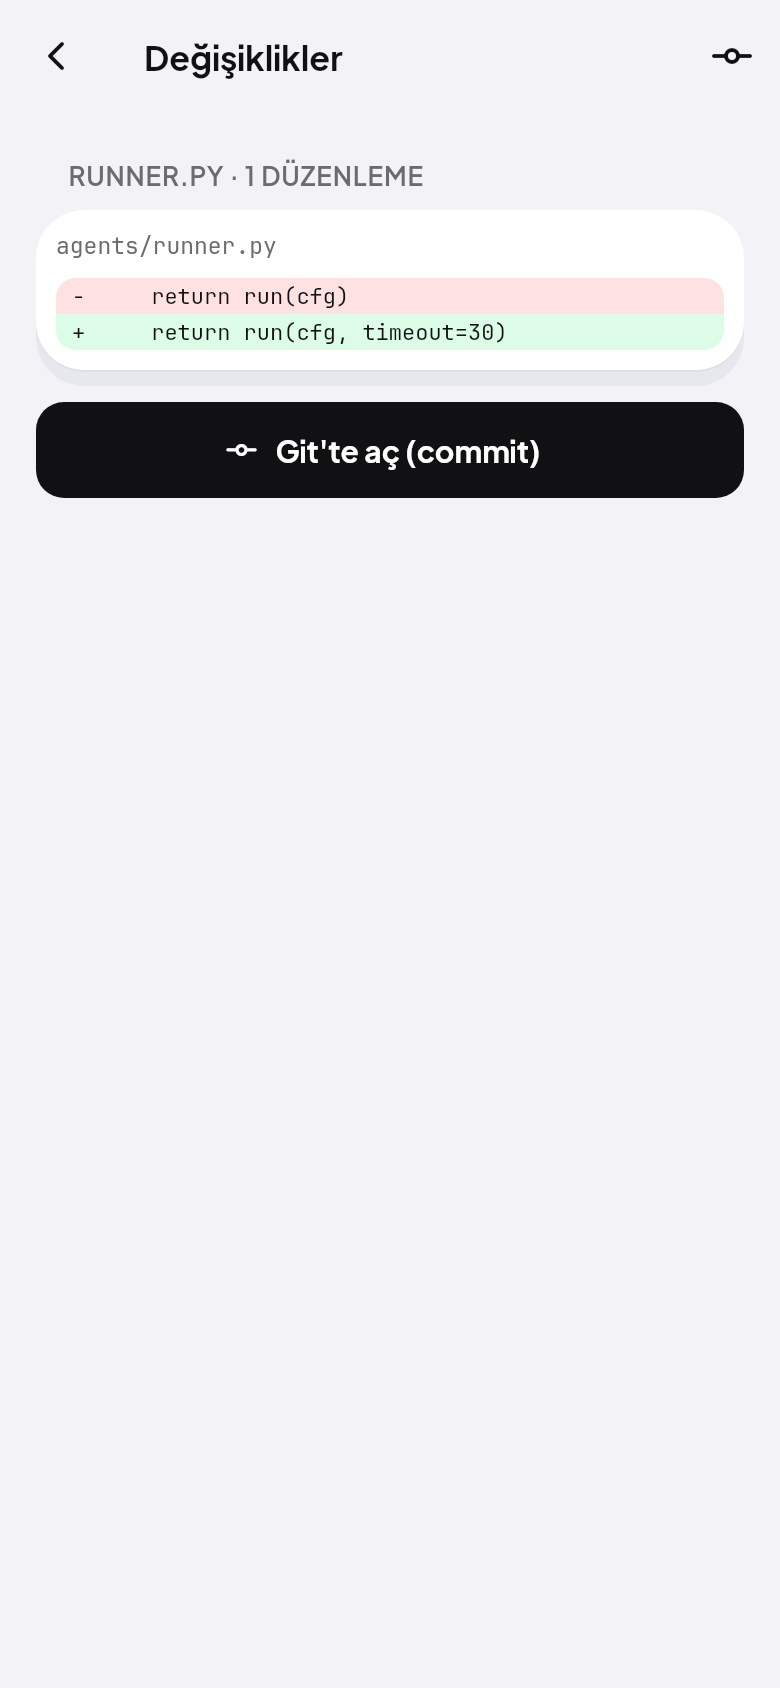 Değişiklikler
RUNNER.PY · 1 DÜZENLEME
agents/runner.py
-     return run(cfg)
+     return run(cfg, timeout=30)
Git'te aç (commit)